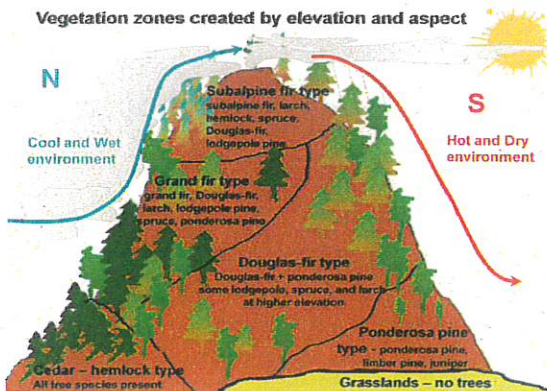 Vegetation zones created by elevation and aspect
N
S
Cool and Wet
environment
Hot and Dry
environment
Subalpine fir type
subalpine fir, larch,
hemlock, spruce,
Douglas-fir,
lodgepole pine
Grand fir type
grand fir, Douglas-fir,
larch, lodgepole pine,
spruce, ponderosa pine
Douglas-fir type
Douglas-fir + ponderosa pine
some lodgepole, spruce, and larch
at higher elevation
Ponderosa pine
type - ponderosa pine,
limber pine, juniper
Cedar – hemlock type
All tree species present
Grasslands - no trees